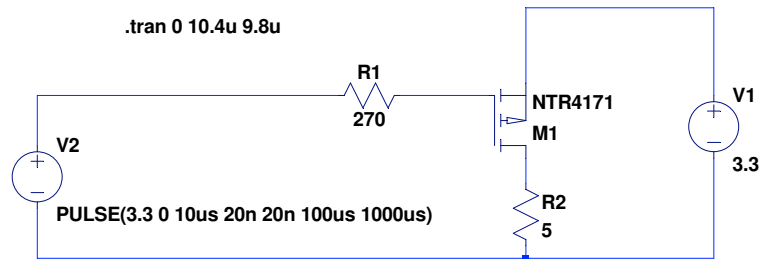 .tran 0 10.4u 9.8u
R1
270
NTR4171
M1
V1
3.3
V2
PULSE(3.3 0 10us 20n 20n 100us 1000us)
R2
5